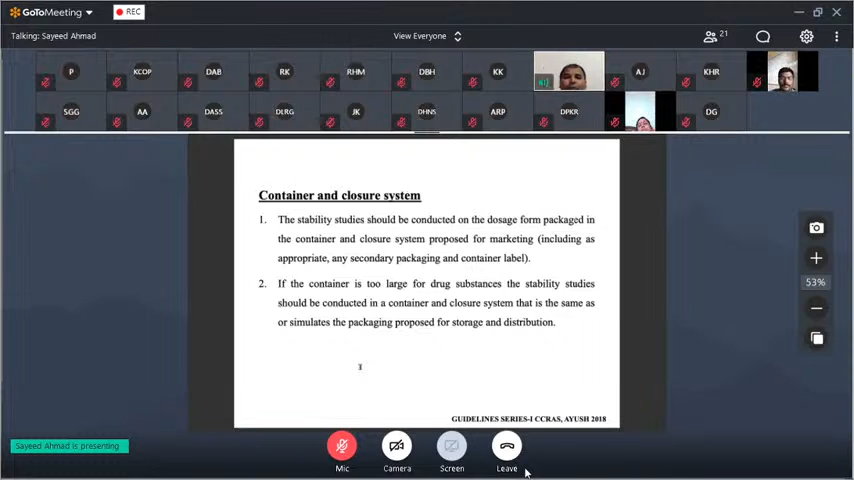 GoToMeeting
REC
Talking: Sayeed Ahmad
View Everyone
21
P
KCOP
DAB
RK
RHM
DBH
KK
AJ
KHR
SGG
AA
DASS
DLRG
JK
DHNS
ARP
DPKR
DG
Container and closure system
1. The stability studies should be conducted on the dosage form packaged in
the container and closure system proposed for marketing (including as
appropriate, any secondary packaging and container label).
2. If the container is too large for drug substances the stability studies
should be conducted in a container and closure system that is the same as
or simulates the packaging proposed for storage and distribution.
53%
GUIDELINES SERIES-I CCRAS, AYUSH 2018
Sayeed Ahmad is presenting
Mic
Camera
Screen
Leave